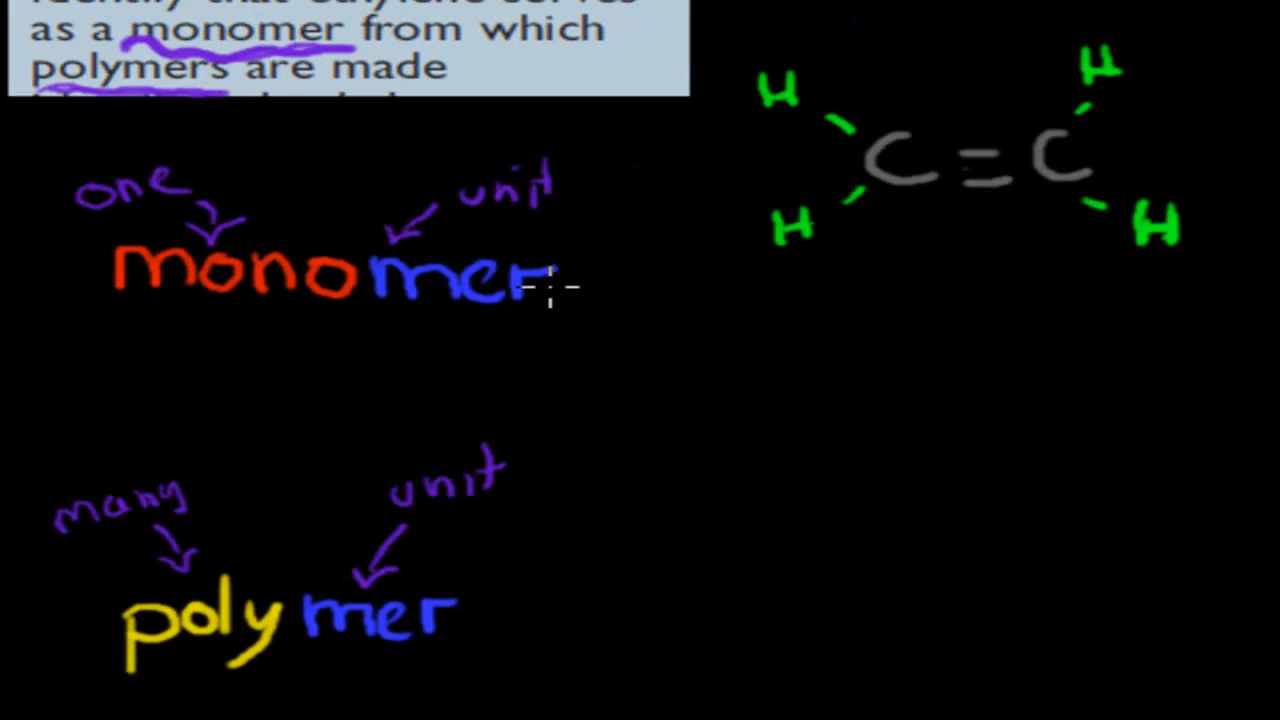 as a monomer from which
polymers are made
one unit
monomer
many unit
polymer
H H
C = C
H H